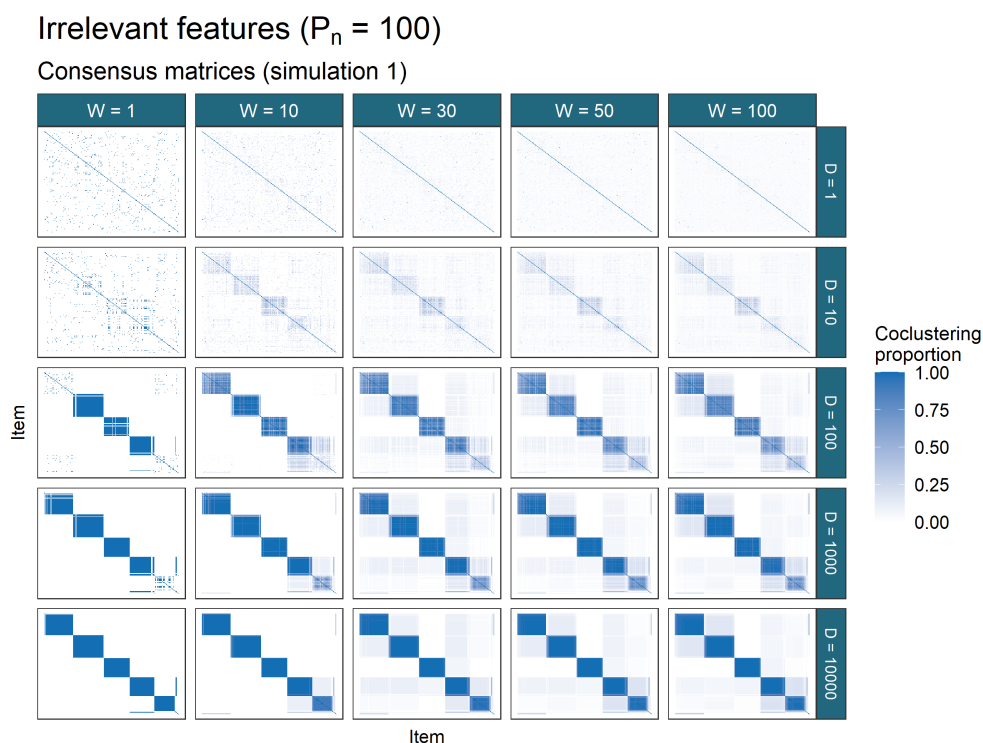 Irrelevant features (Pn = 100)
Consensus matrices (simulation 1)
W = 1
W = 10
W = 30
W = 50
W = 100
D = 1
D = 10
D = 100
D = 1000
D = 10000
Item
Item
Coclustering
proportion
1.00
0.75
0.50
0.25
0.00